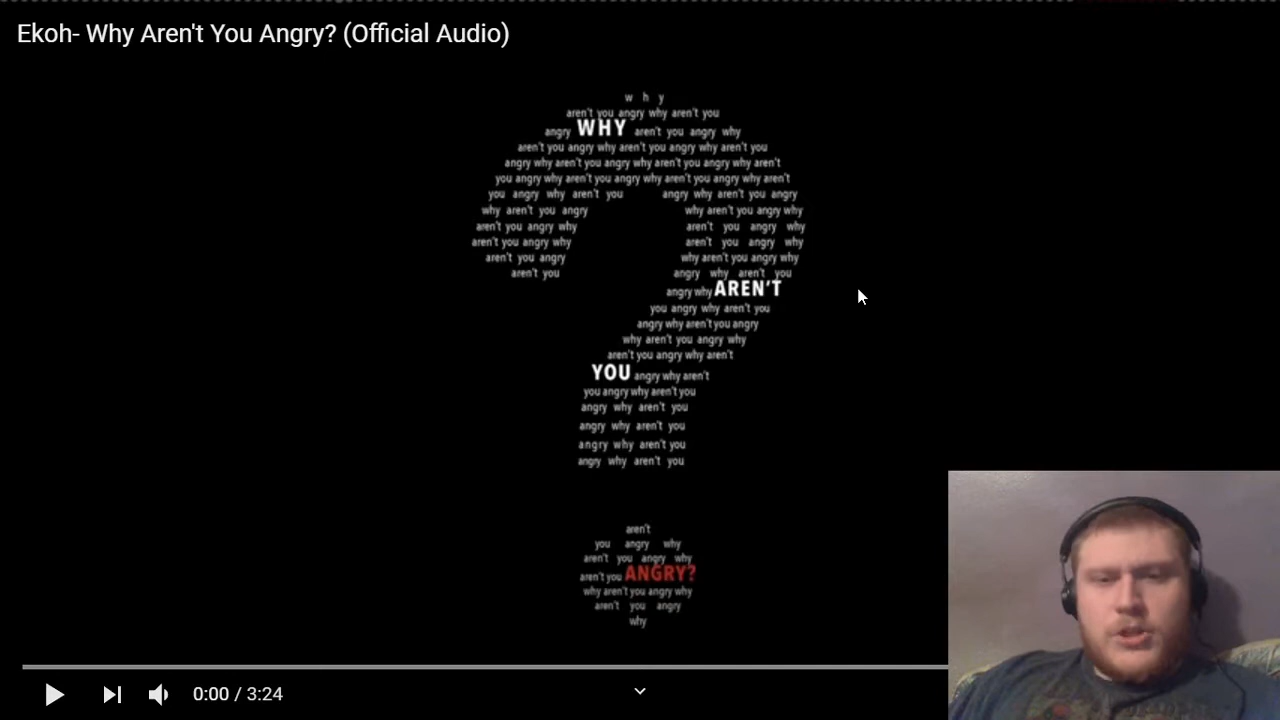 Ekoh- Why Aren't You Angry? (Official Audio)
w h y
aren't you angry why aren't you
angry WHY aren't you angry why
aren't you angry why aren't you angry why aren't you
angry why aren't you angry why aren't you angry why aren't
you angry why aren't you angry why aren't you angry why aren't
you angry why aren't you angry why aren't you angry
why aren't you angry why aren't you angry why
aren't you angry why aren't you angry why
aren't you angry why aren't you angry why
aren't you angry why aren't you angry why
aren't you angry why aren't you
angry why AREN'T
you angry why aren't you
angry why aren't you angry
why aren't you angry why
aren't you angry why aren't
YOU angry why aren't
you angry why aren't you
angry why aren't you
angry why aren't you
angry why aren't you
angry why aren't you
aren't
you angry why
aren't you angry why
aren't you ANGRY?
why aren't you angry why
aren't you angry
why
0:00 / 3:24